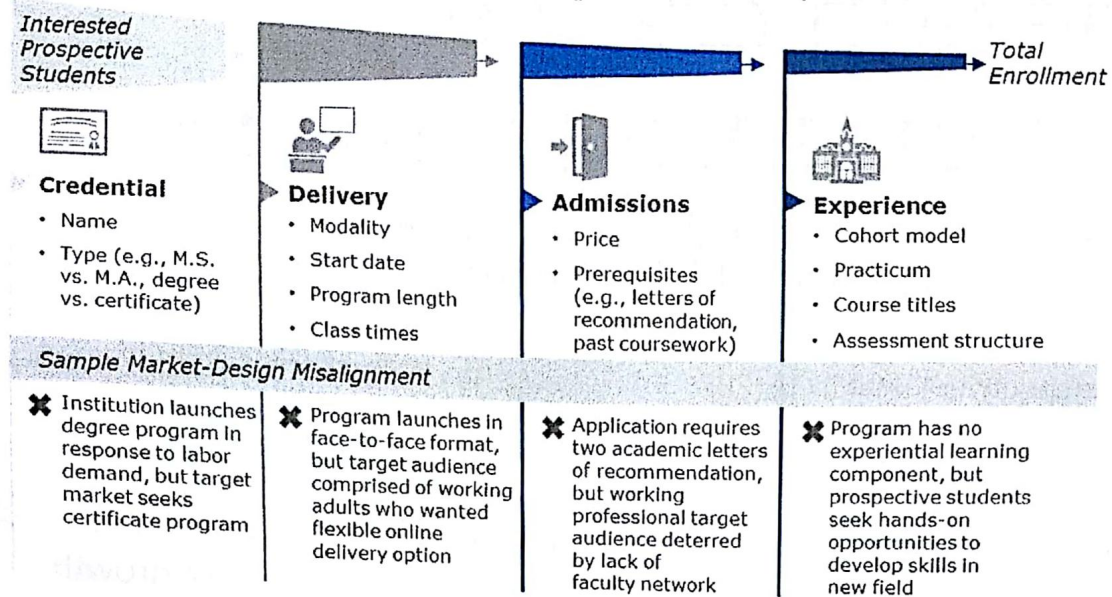 Interested
Prospective
Students
Total
Enrollment
Credential
• Name
• Type (e.g., M.S.
vs. M.A., degree
vs. certificate)
Delivery
• Modality
• Start date
• Program length
• Class times
Admissions
• Price
• Prerequisites
(e.g., letters of
recommendation,
past coursework)
Experience
• Cohort model
• Practicum
• Course titles
• Assessment structure
Sample Market-Design Misalignment
Institution launches
degree program in
response to labor
demand, but target
market seeks
certificate program
Program launches in
face-to-face format,
but target audience
comprised of working
adults who wanted
flexible online
delivery option
Application requires
two academic letters
of recommendation,
but working
professional target
audience deterred
by lack of
faculty network
Program has no
experiential learning
component, but
prospective students
seek hands-on
opportunities to
develop skills in
new field